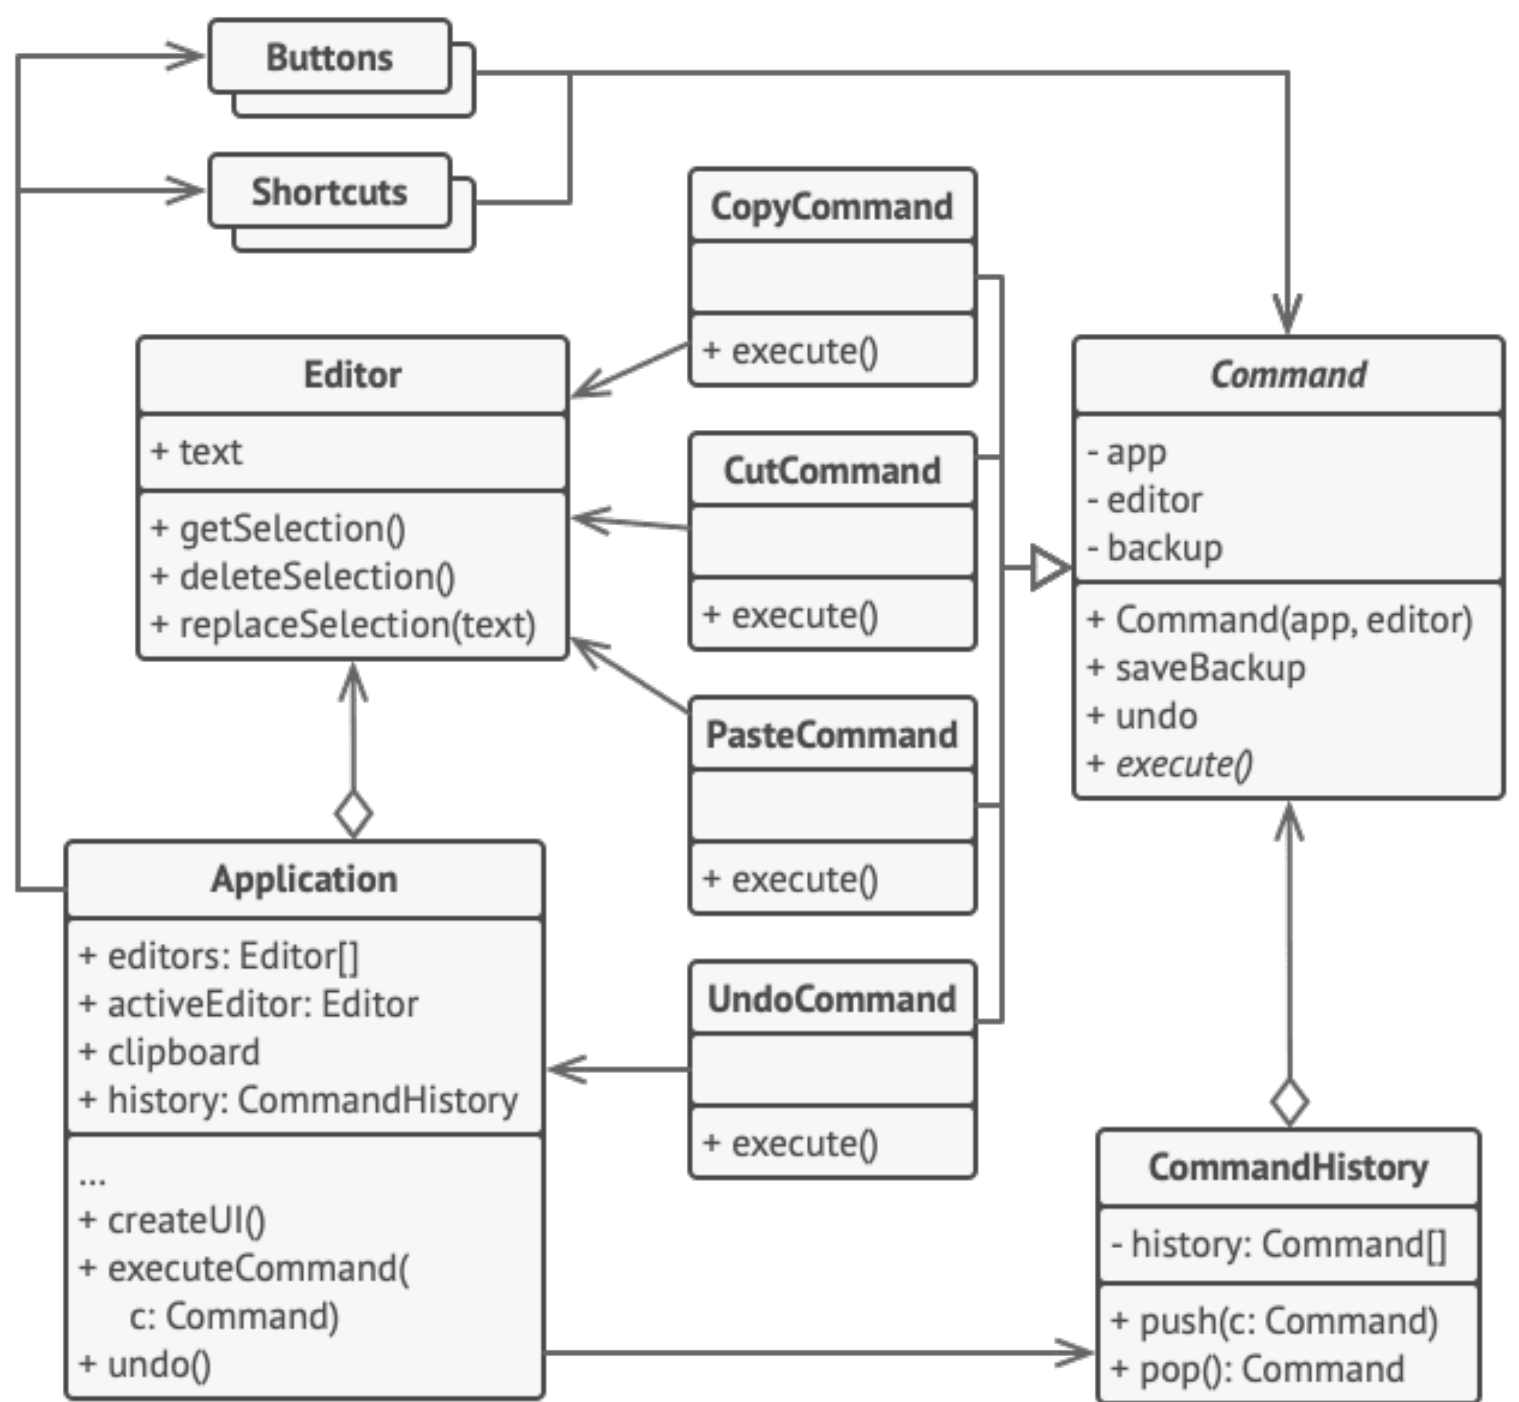 Buttons
Shortcuts
CopyCommand
+ execute()
Editor
+ text
+ getSelection()
+ deleteSelection()
+ replaceSelection(text)
CutCommand
+ execute()
Command
- app
- editor
- backup
+ Command(app, editor)
+ saveBackup
+ undo
+ execute()
PasteCommand
+ execute()
Application
+ editors: Editor[]
+ activeEditor: Editor
+ clipboard
+ history: CommandHistory
...
+ createUI()
+ executeCommand(
c: Command)
+ undo()
UndoCommand
+ execute()
CommandHistory
- history: Command[]
+ push(c: Command)
+ pop(): Command